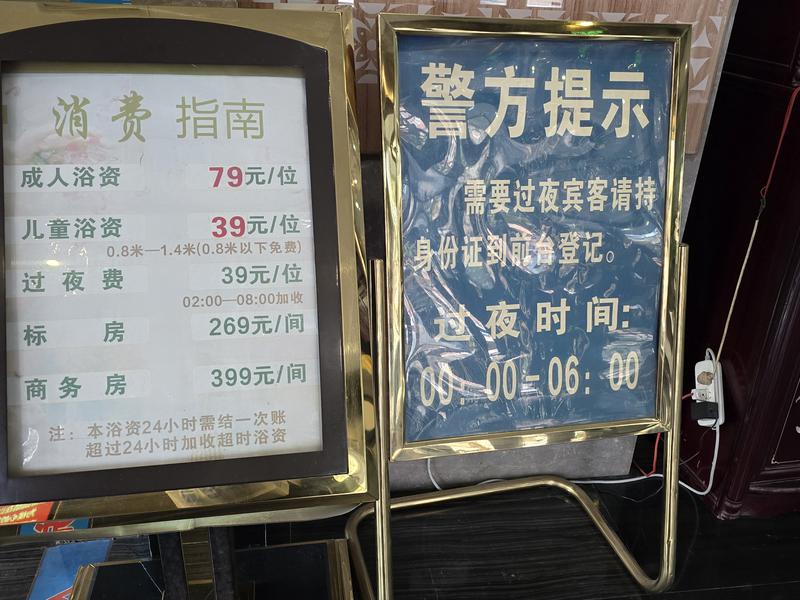 消费 指南
成人浴资 79元/位
儿童浴资 39元/位
0.8米—1.4米(0.8米以下免费)
过夜费 39元/位
02:00—08:00加收
标 房 269元/间
商务房 399元/间
注：本浴资24小时需结一次账
超过24小时加收超时浴资
警方提示
需要过夜宾客请持
身份证到前台登记。
过夜时间:
00：00-06：00